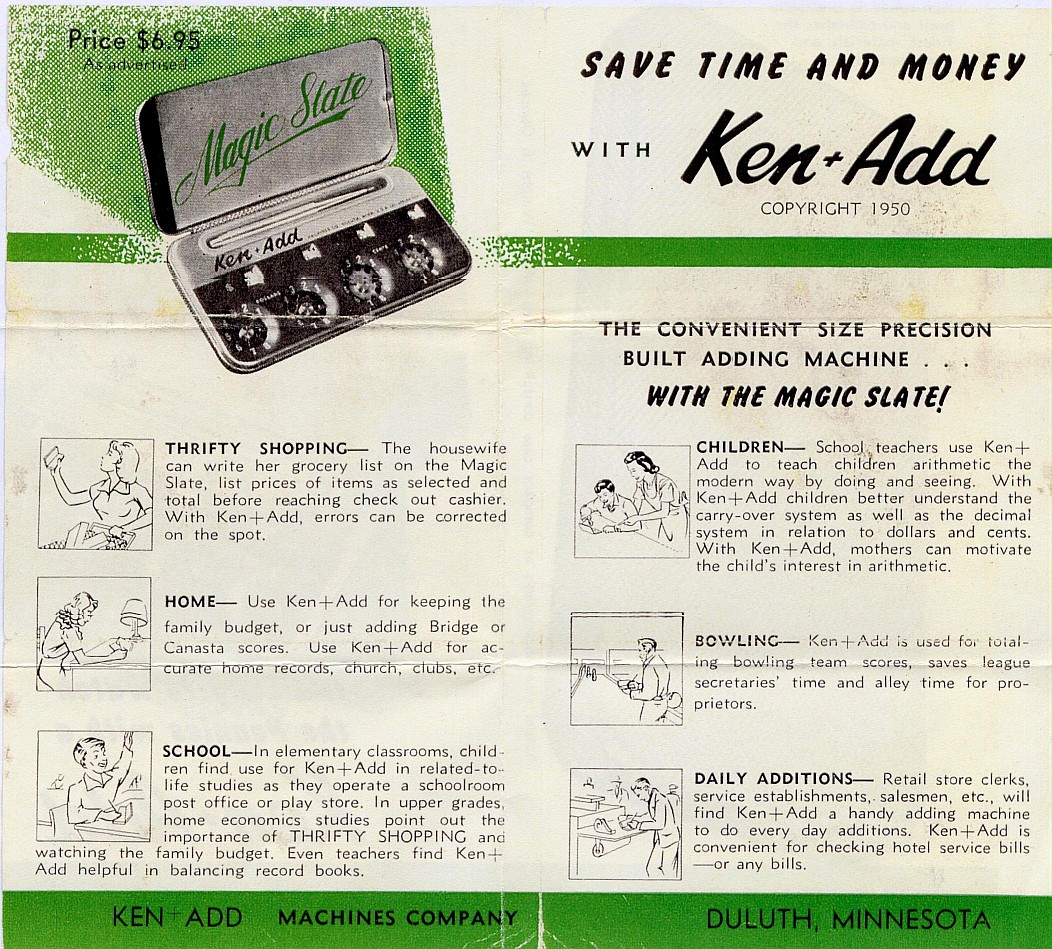 Price $6.95
As advertised
Magic Slate
Ken+Add
DOLLARS
SAVE TIME AND MONEY
WITH Ken+Add
COPYRIGHT 1950
THE CONVENIENT SIZE PRECISION
BUILT ADDING MACHINE . . .
WITH THE MAGIC SLATE!
THRIFTY SHOPPING— The housewife
can write her grocery list on the Magic
Slate, list prices of items as selected and
total before reaching check out cashier.
With Ken+Add, errors can be corrected
on the spot.
HOME— Use Ken+Add for keeping the
family budget, or just adding Bridge or
Canasta scores. Use Ken+Add for ac-
curate home records, church, clubs, etc.
SCHOOL—In elementary classrooms, child-
ren find use for Ken+Add in related-to-
life studies as they operate a schoolroom
post office or play store. In upper grades,
home economics studies point out the
importance of THRIFTY SHOPPING and
watching the family budget. Even teachers find Ken+
Add helpful in balancing record books.
CHILDREN— School teachers use Ken+
Add to teach children arithmetic the
modern way by doing and seeing. With
Ken+Add children better understand the
carry-over system as well as the decimal
system in relation to dollars and cents.
With Ken+Add, mothers can motivate
the child's interest in arithmetic.
BOWLING— Ken+Add is used for total-
ing bowling team scores, saves league
secretaries' time and alley time for pro-
prietors.
DAILY ADDITIONS— Retail store clerks,
service establishments, salesmen, etc., will
find Ken+Add a handy adding machine
to do every day additions. Ken+Add is
convenient for checking hotel service bills
—or any bills.
KEN+ADD MACHINES COMPANY
DULUTH, MINNESOTA